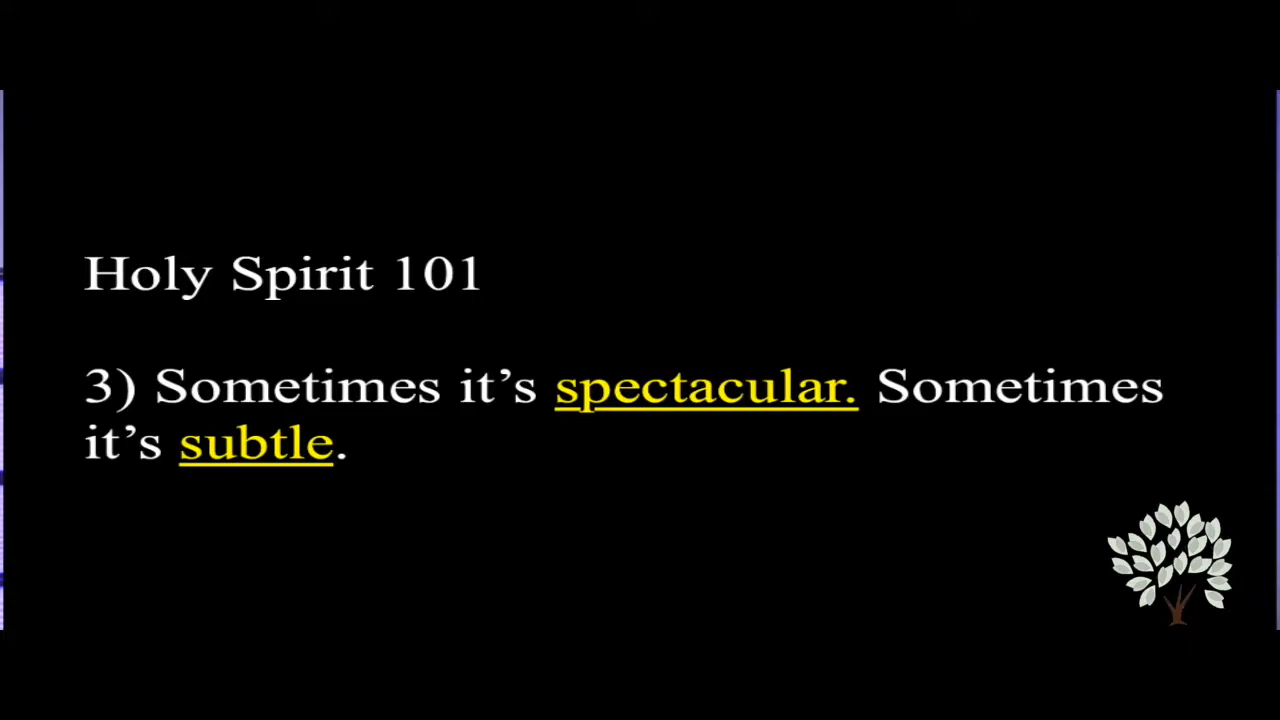 Holy Spirit 101
3) Sometimes it’s spectacular. Sometimes
it’s subtle.